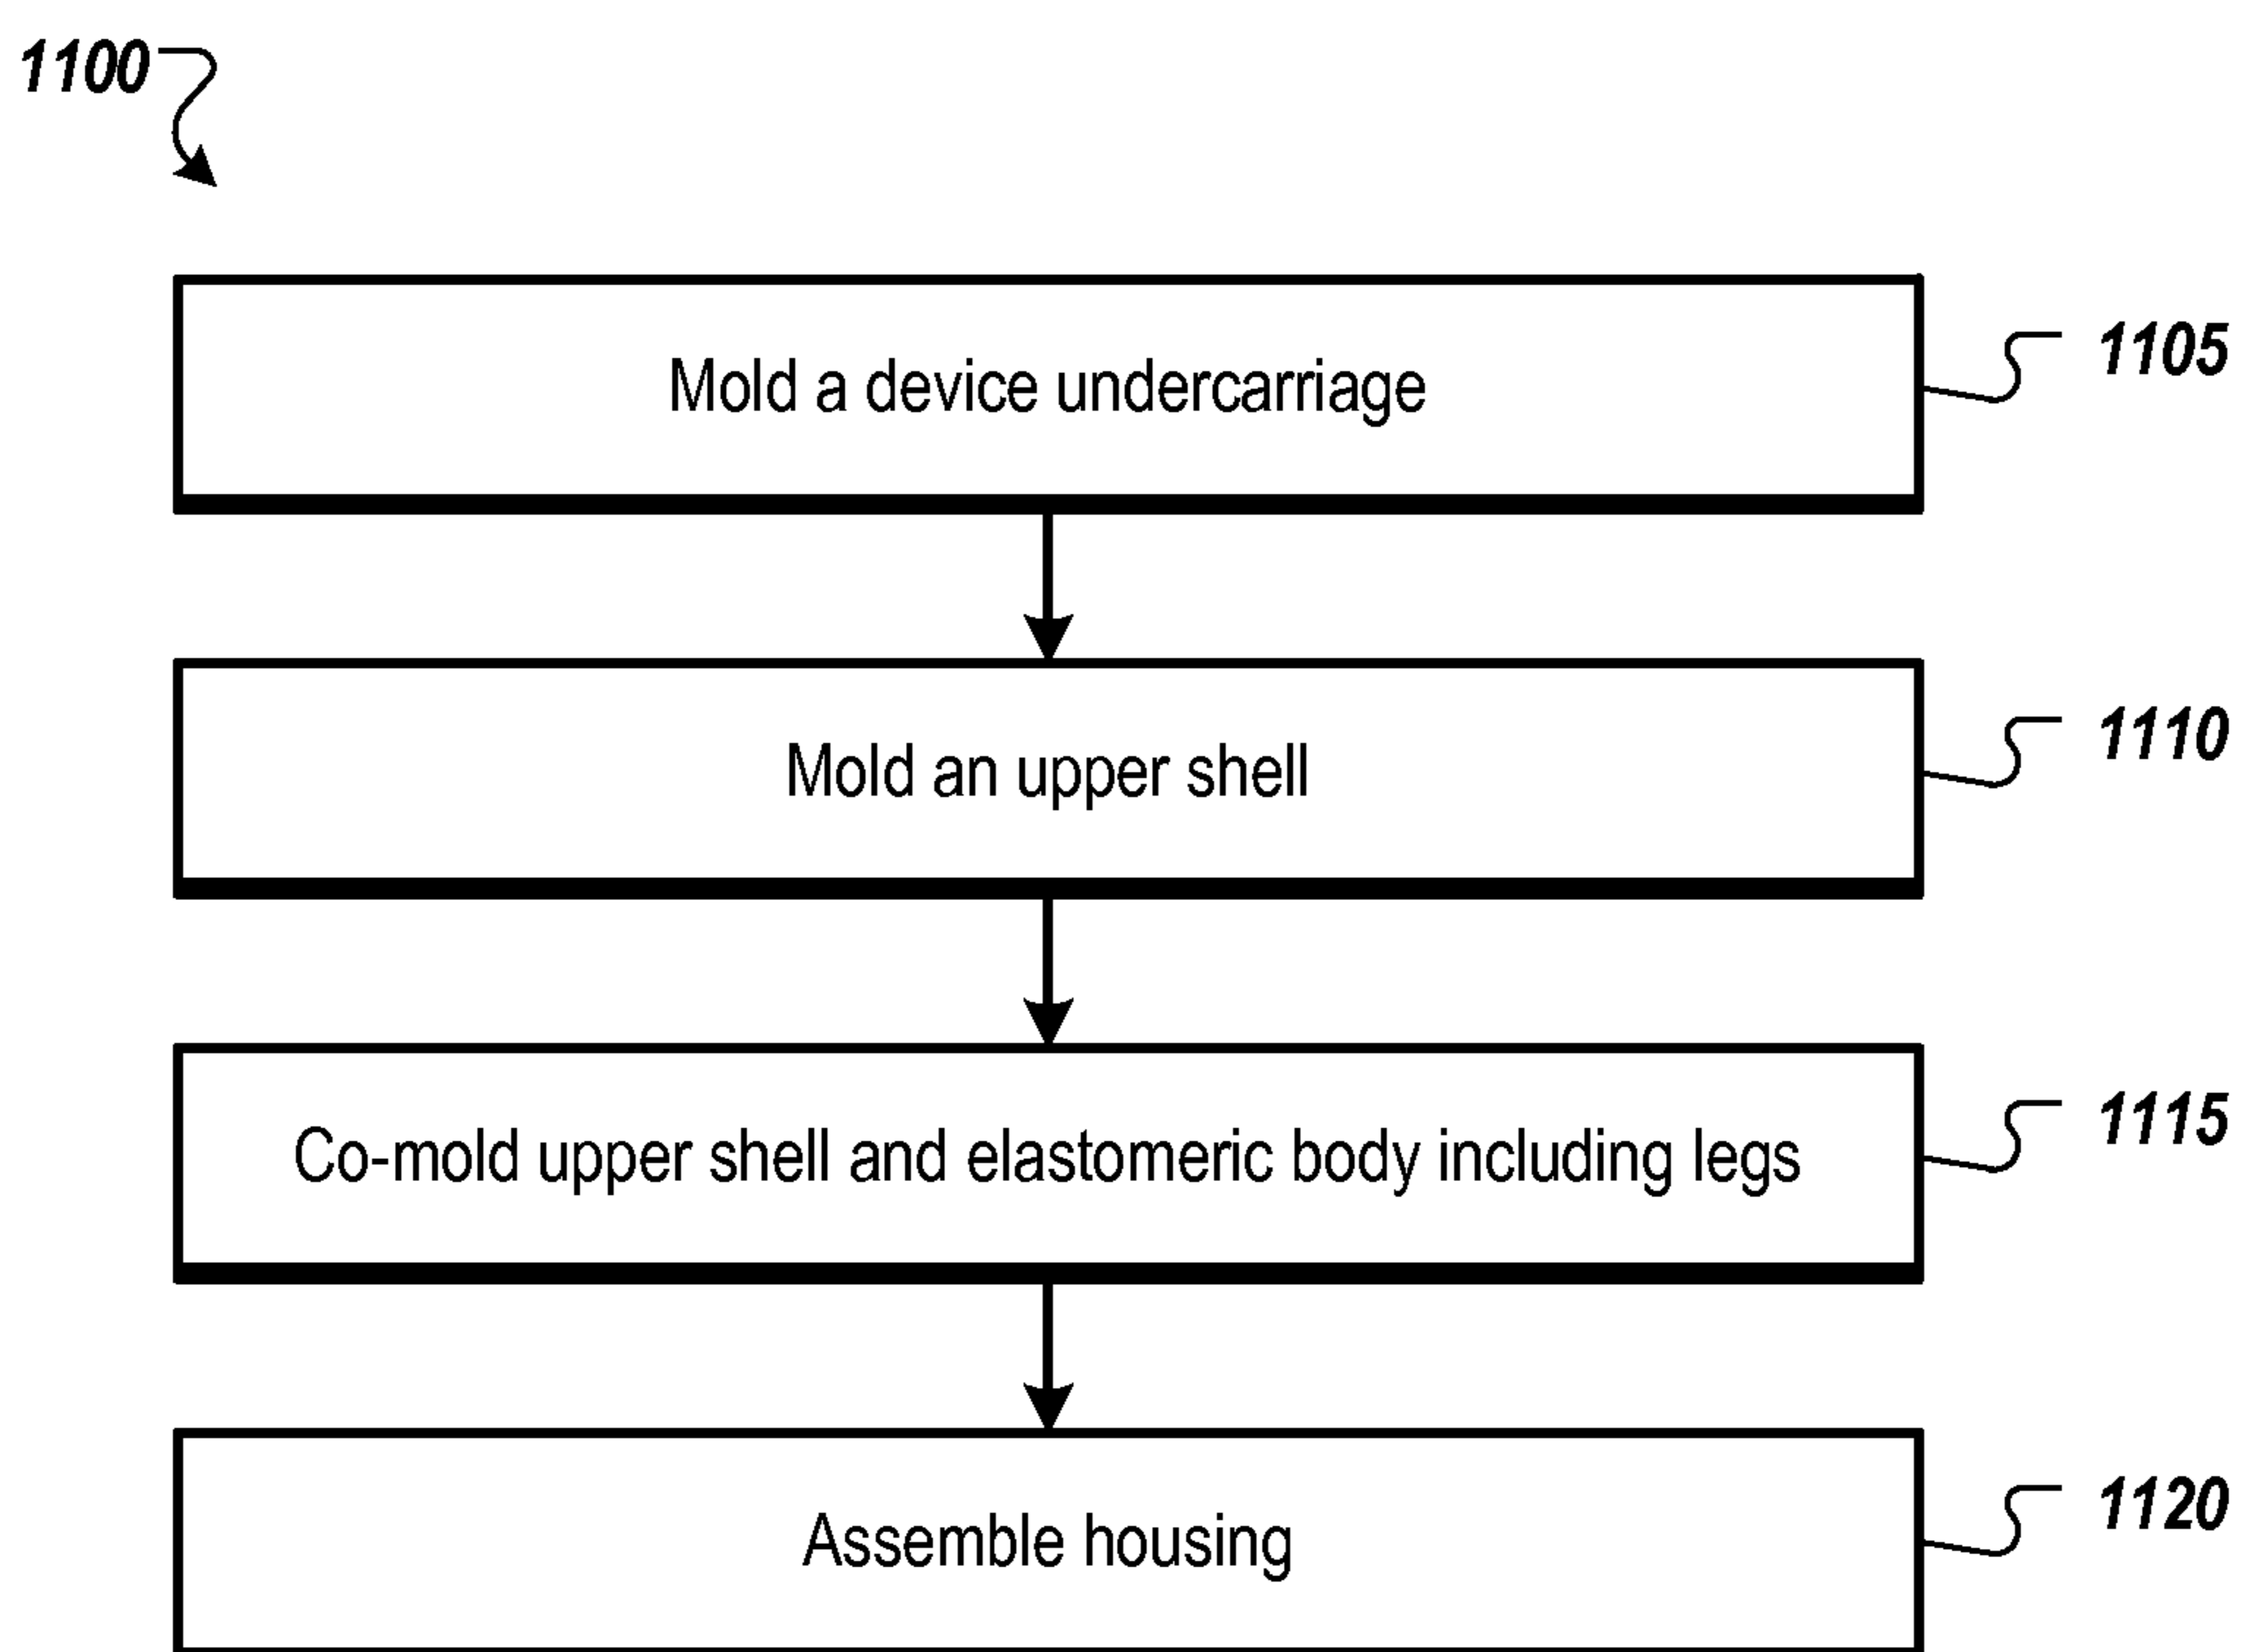 1100
Mold a device undercarriage
1105
Mold an upper shell
1110
Co-mold upper shell and elastomeric body including legs
1115
Assemble housing
1120